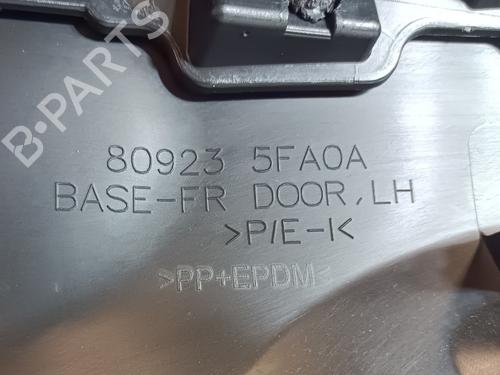 B-PARTS
80923 5FA0A
BASE-FR DOOR, LH
>P/E-I<
>PP+EPDM<